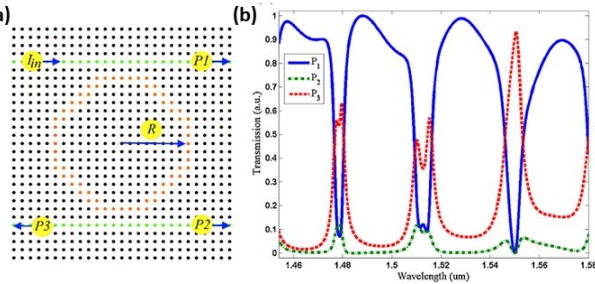 a)
(b)
I_in
P1
R
P3
P2
Transmission (a.u.)
1
0.9
0.8
0.7
0.6
0.5
0.4
0.3
0.2
0.1
0
P₁
P₂
P₃
1.46
1.48
1.5
1.52
1.54
1.56
1.58
Wavelength (um)